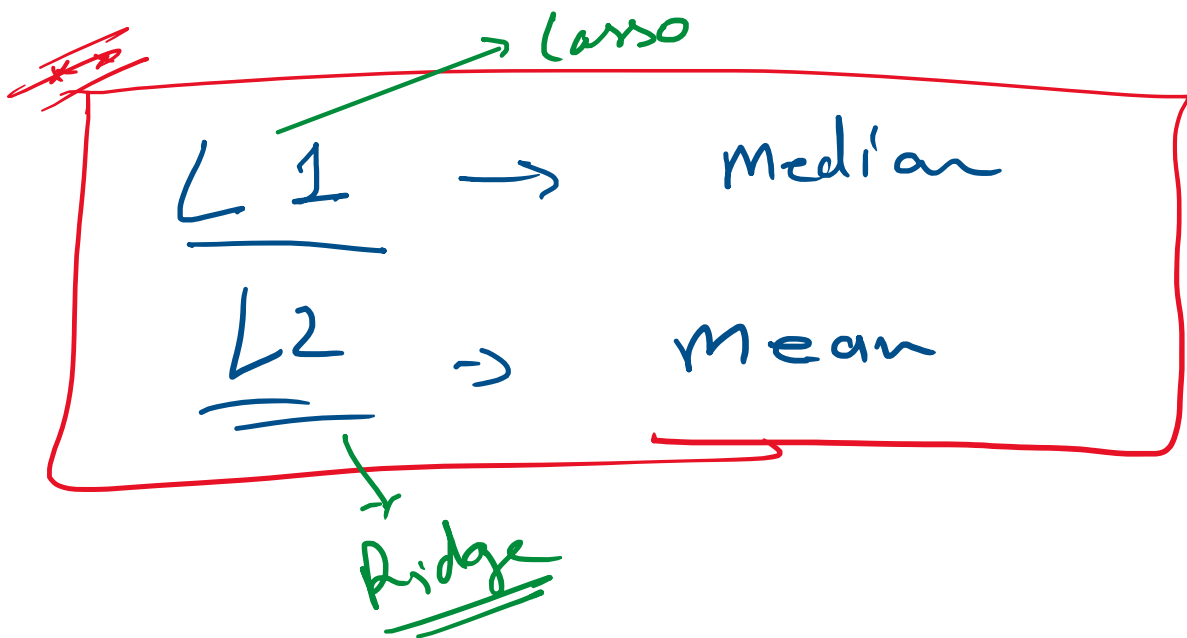 Lasso
L1 → Median
L2 → Mean
Ridge